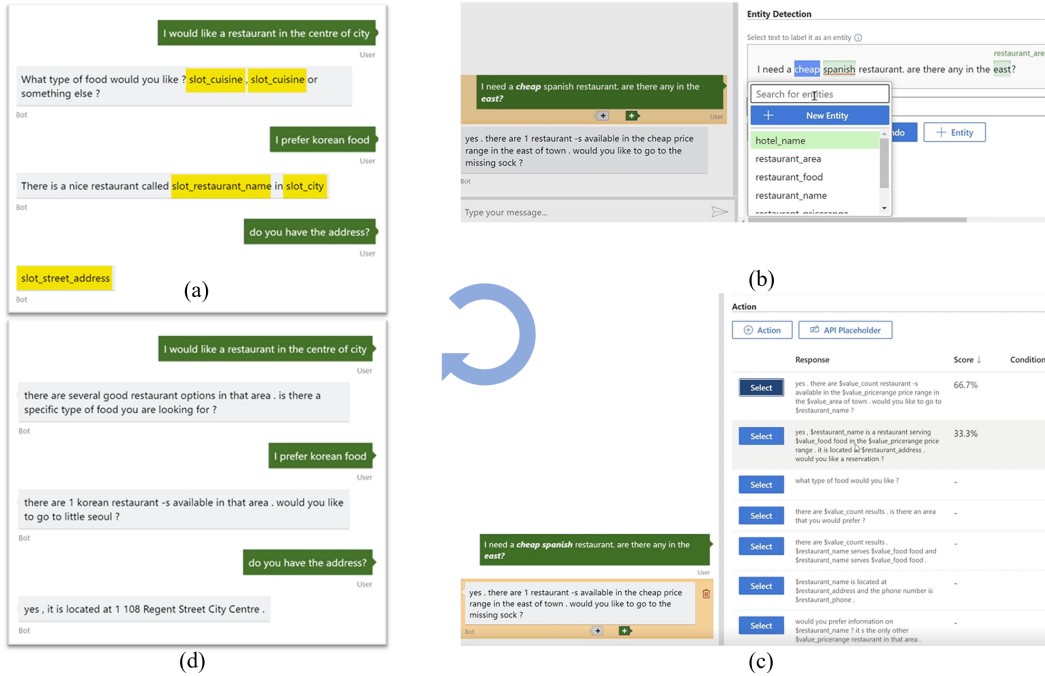 I would like a restaurant in the centre of city
User
What type of food would you like ? slot_cuisine , slot_cuisine or
something else ?
Bot
I prefer korean food
User
There is a nice restaurant called slot_restaurant_name in slot_city
Bot
do you have the address?
User
slot_street_address
Bot
(a)
I need a cheap spanish restaurant. are there any in the
east?
User
yes . there are 1 restaurant -s available in the cheap price
range in the east of town . would you like to go to the
missing sock ?
Bot
Type your message...
Entity Detection
Select text to label it as an entity
restaurant_are
I need a cheap spanish restaurant. are there any in the east?
Search for entities
+ New Entity
ndo
+ Entity
hotel_name
restaurant_area
restaurant_food
restaurant_name
restaurant_pricerange
(b)
I would like a restaurant in the centre of city
User
there are several good restaurant options in that area . is there a
specific type of food you are looking for ?
Bot
I prefer korean food
User
there are 1 korean restaurant -s available in that area . would you like
to go to little seoul ?
Bot
do you have the address?
User
yes , it is located at 1 108 Regent Street City Centre .
Bot
(d)
I need a cheap spanish restaurant. are there any in the
east?
User
yes . there are 1 restaurant -s available in the cheap price
range in the east of town . would you like to go to the
missing sock ?
Bot
Action
Action
API Placeholder
Response Score ↓ Condition
Select
yes . there are $value_count restaurant -s
available in the $value_pricerange price range in
the $value_area of town . would you like to go to
$restaurant_name ?
66.7%
Select
yes , $restaurant_name is a restaurant serving
$value_food food in the $value_pricerange price
range . it is located at $restaurant_address .
would you like a reservation ?
33.3%
Select
what type of food would you like ?
-
Select
there are $value_count results . is there an area
that you would prefer ?
-
Select
there are $value_count results .
$restaurant_name serves $value_food food and
$restaurant_name serves $value_food food .
-
Select
$restaurant_name is located at
$restaurant_address and the phone number is
$restaurant_phone .
-
Select
would you prefer information on
$restaurant_name ? it s the only other
$value_pricerange restaurant in that area .
-
(c)